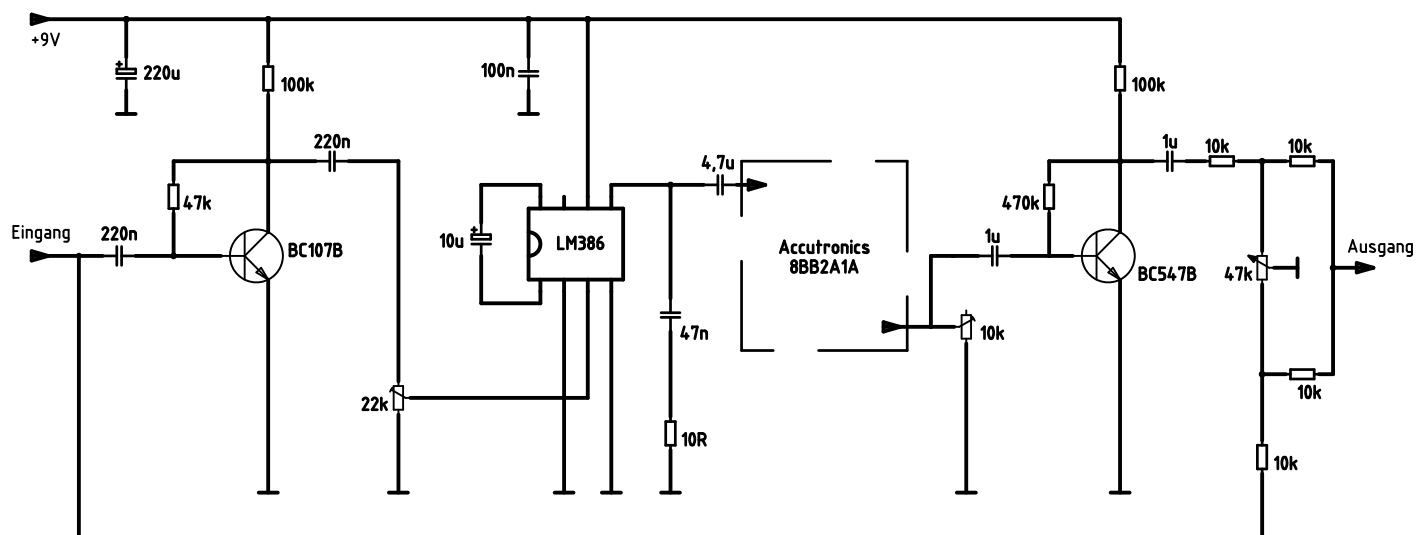 +9V
220u
100k
100n
100k
220n
1u
10k
10k
4,7u
47k
470k
Eingang
220n
BC107B
10u
LM386
Accutronics
8BB2A1A
1u
BC547B
47k
Ausgang
47n
10k
22k
10k
10R
10k